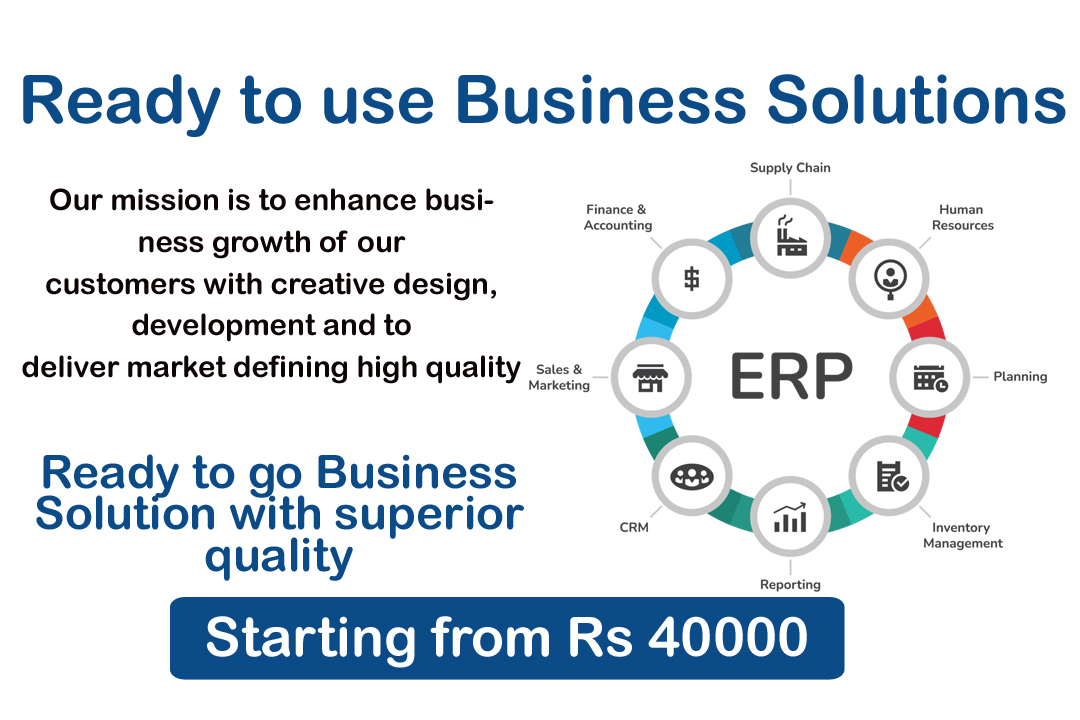 Ready to use Business Solutions
Our mission is to enhance busi-
ness growth of our
customers with creative design,
development and to
deliver market defining high quality
Ready to go Business
Solution with superior
quality
Supply Chain
Finance &
Accounting
Human
Resources
$
ERP
Sales &
Marketing
Planning
CRM
Inventory
Management
Reporting
Starting from Rs 40000